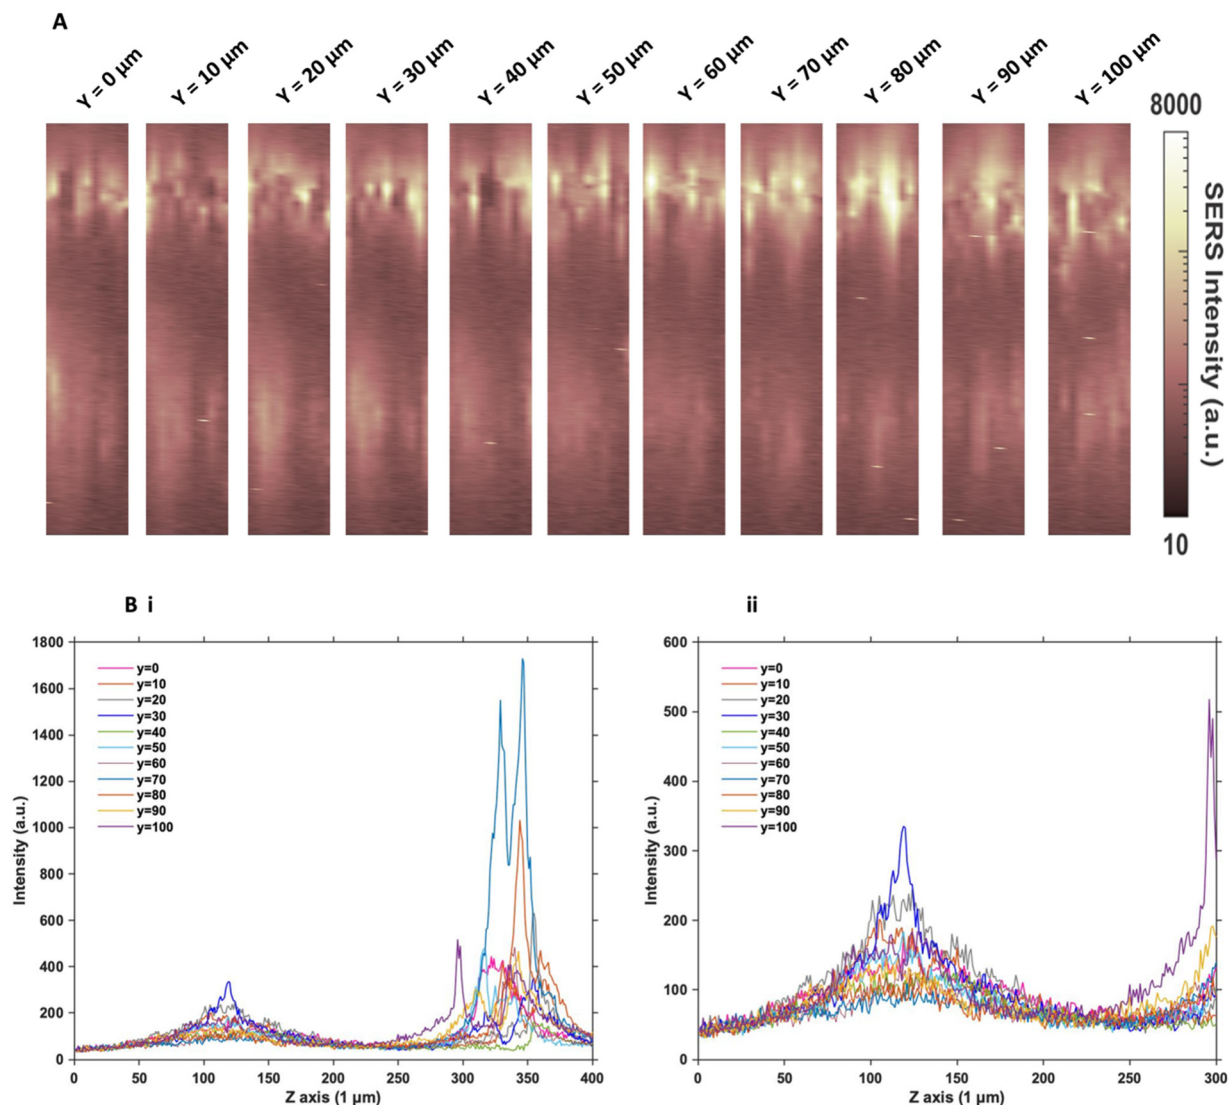 A
Y = 0 μm
Y = 10 μm
Y = 20 μm
Y = 30 μm
Y = 40 μm
Y = 50 μm
Y = 60 μm
Y = 70 μm
Y = 80 μm
Y = 90 μm
Y = 100 μm
8000
SERS Intensity (a.u.)
10
B i
1800
1600
1400
1200
1000
800
600
400
200
0
Intensity (a.u.)
y=0
y=10
y=20
y=30
y=40
y=50
y=60
y=70
y=80
y=90
y=100
0 50 100 150 200 250 300 350 400
Z axis (1 μm)
ii
600
500
400
300
200
100
0
Intensity (a.u.)
y=0
y=10
y=20
y=30
y=40
y=50
y=60
y=70
y=80
y=90
y=100
0 50 100 150 200 250 300
Z axis (1 μm)